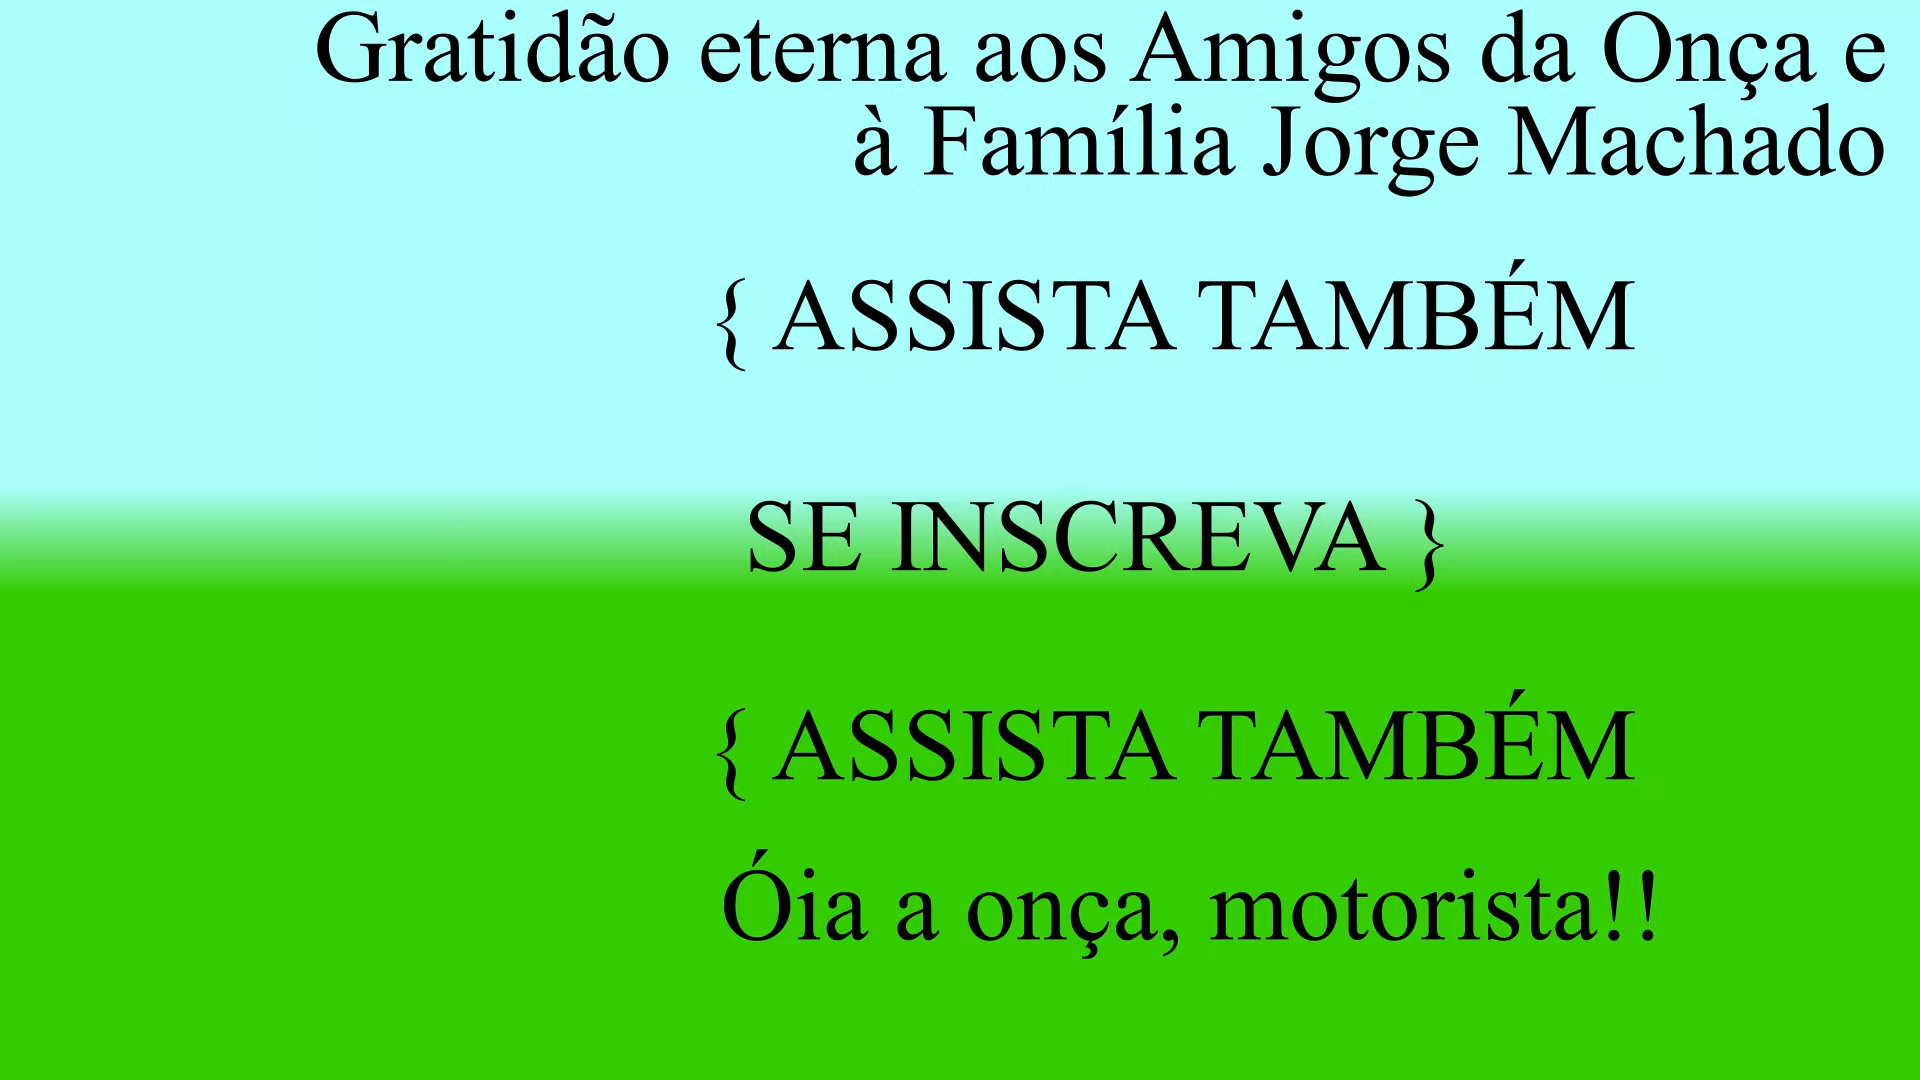 Gratidão eterna aos Amigos da Onça e
à Família Jorge Machado
{ ASSISTA TAMBÉM
SE INSCREVA }
{ ASSISTA TAMBÉM
Óia a onça, motorista!!